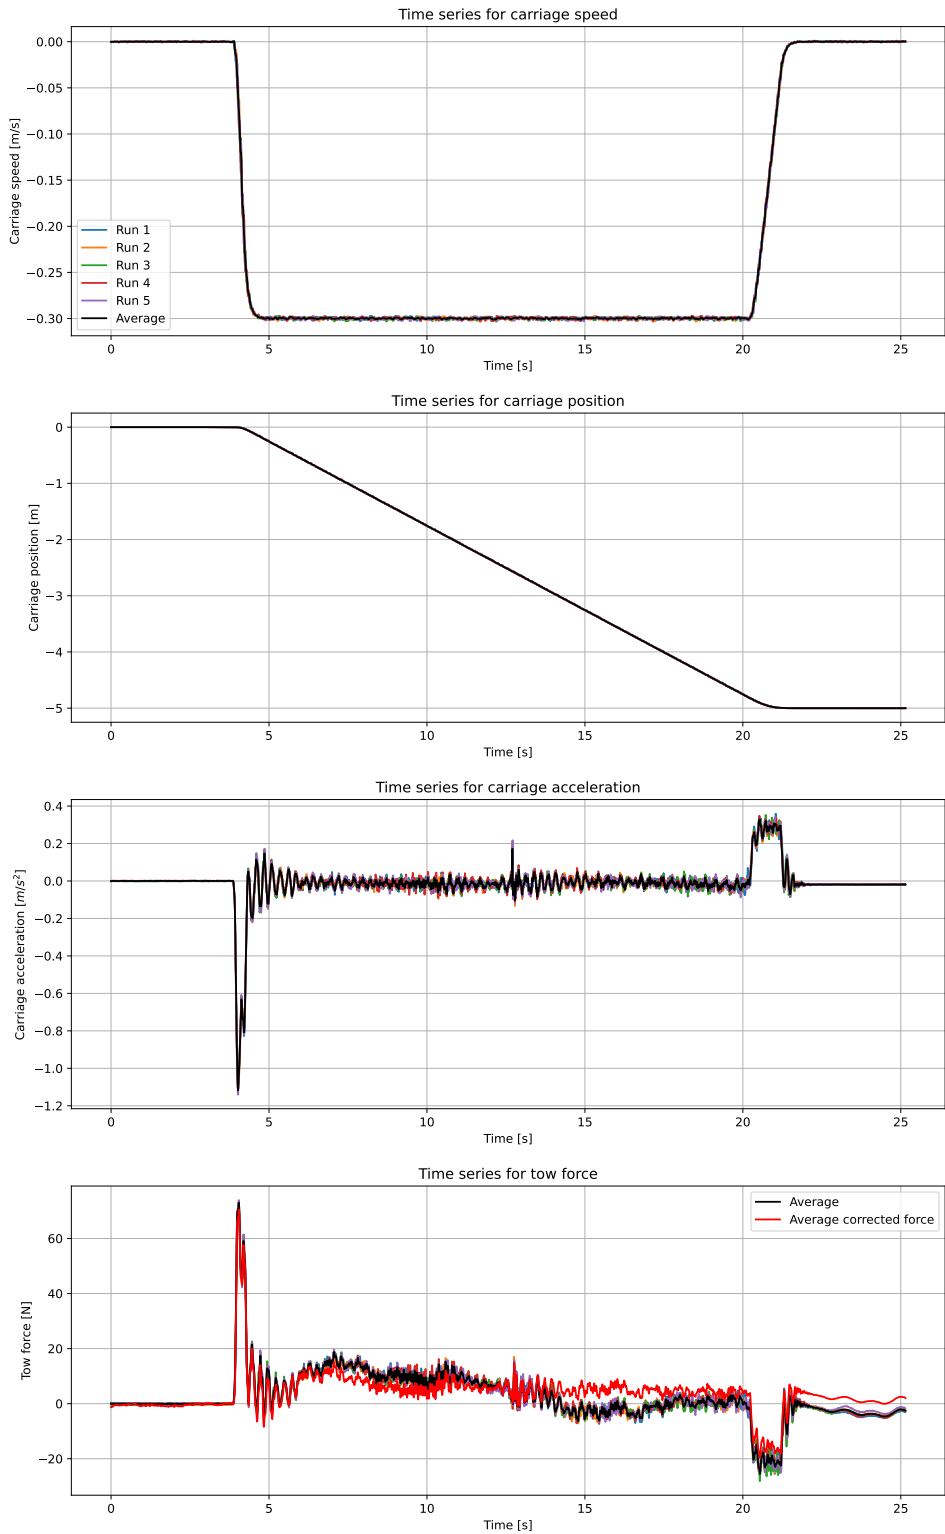 Time series for carriage speed
Carriage speed [m/s]
0.00
−0.05
−0.10
−0.15
−0.20
−0.25
−0.30
Run 1
Run 2
Run 3
Run 4
Run 5
Average
0 5 10 15 20 25
Time [s]
Time series for carriage position
Carriage position [m]
0
−1
−2
−3
−4
−5
0 5 10 15 20 25
Time [s]
Time series for carriage acceleration
Carriage acceleration [m/s²]
0.4
0.2
0.0
−0.2
−0.4
−0.6
−0.8
−1.0
−1.2
0 5 10 15 20 25
Time [s]
Time series for tow force
Tow force [N]
60
40
20
0
−20
Average
Average corrected force
0 5 10 15 20 25
Time [s]